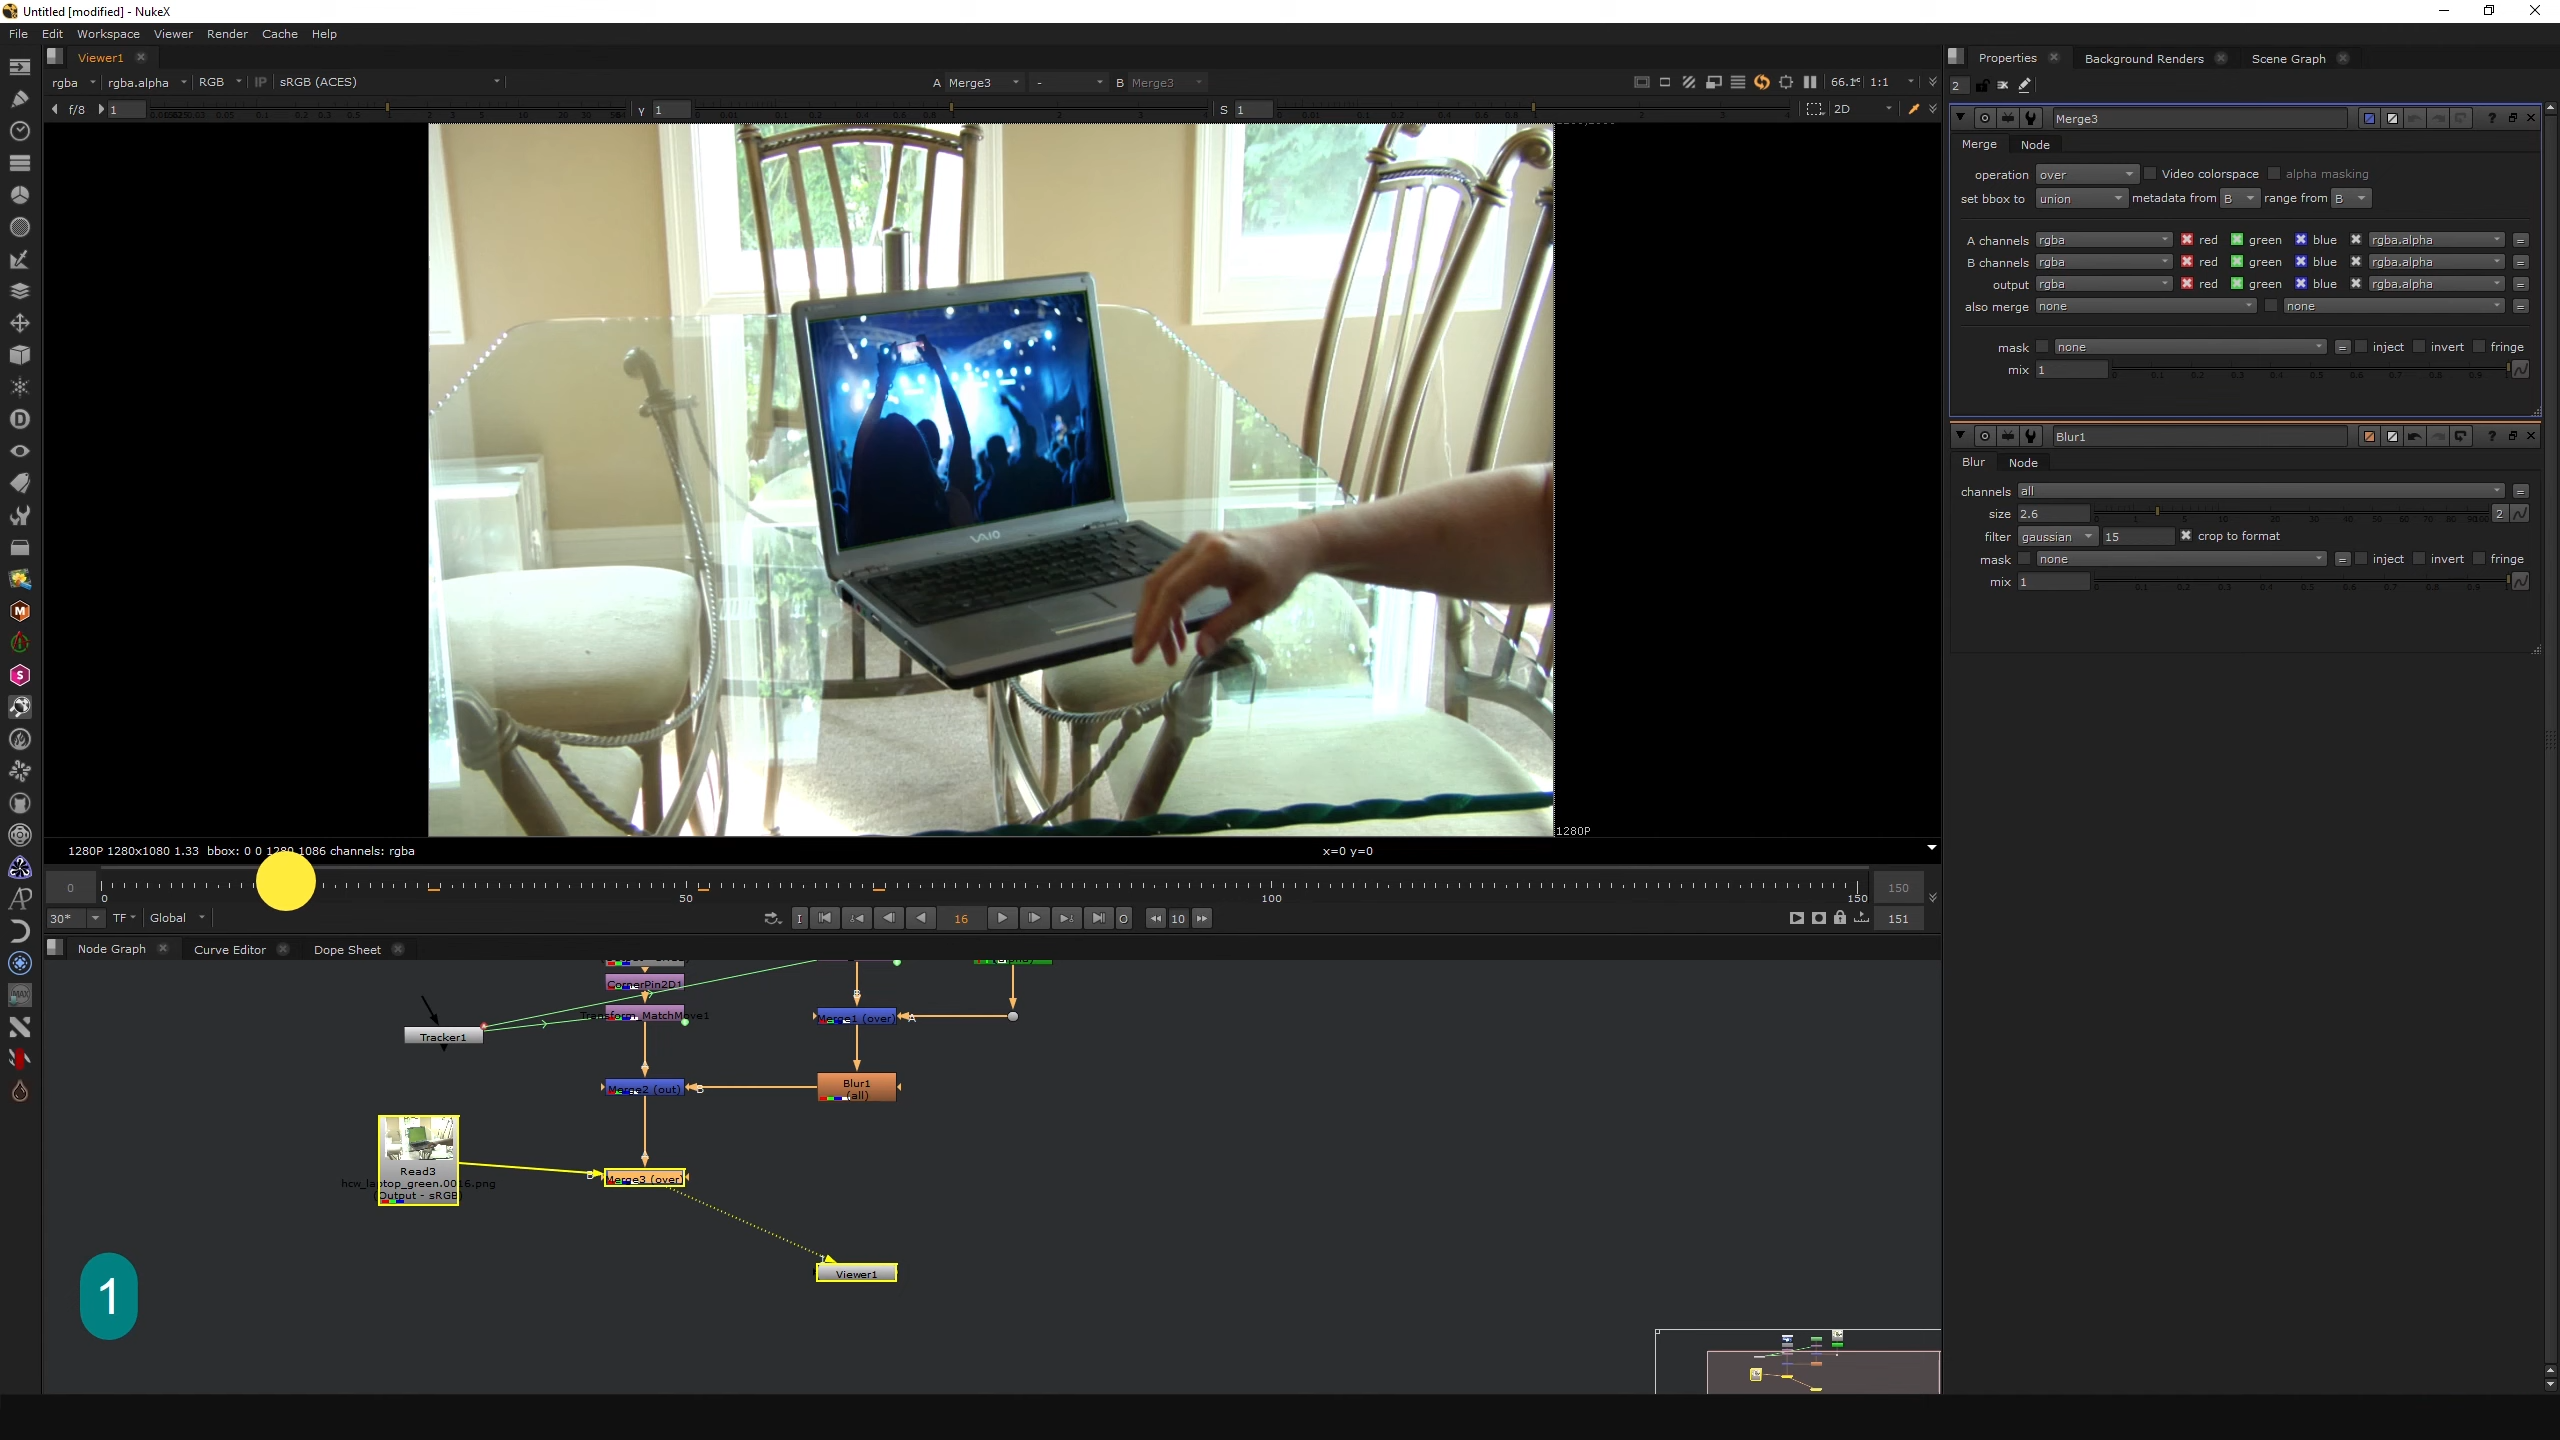 Untitled [modified] - NukeX
File Edit Workspace Viewer Render Cache Help
Viewer1
Properties Background Renders Scene Graph
rgba rgba.alpha RGB IP sRGB (ACES) A Merge3 - B Merge3 1:1
2
f/8 1 γ 1 S 1 2D
Merge3
Merge Node
operation over Video colorspace alpha masking
set bbox to union metadata from B range from B
A channels rgba red green blue rgba.alpha =
B channels rgba red green blue rgba.alpha =
output rgba red green blue rgba.alpha =
also merge none none =
mask none = inject invert fringe
mix 1
Blur1
Blur Node
channels all =
size 2.6 2
filter gaussian 15 crop to format
mask none = inject invert fringe
mix 1
VAIO
1280P
1280P 1280x1080 1.33 bbox: 0 0 1280 1086 channels: rgba x=0 y=0
0 150
0 50 100 150
30* TF Global I 16 O 10 151
Node Graph Curve Editor Dope Sheet
CornerPin2D1
Transform_MatchMove1
Tracker1
Merge1 (over) A
B
Merge2 (out) B
Blur1
(all)
Read3
hcw_laptop_green.0016.png
(Output - sRGB)
Merge3 (over)
Viewer1
1